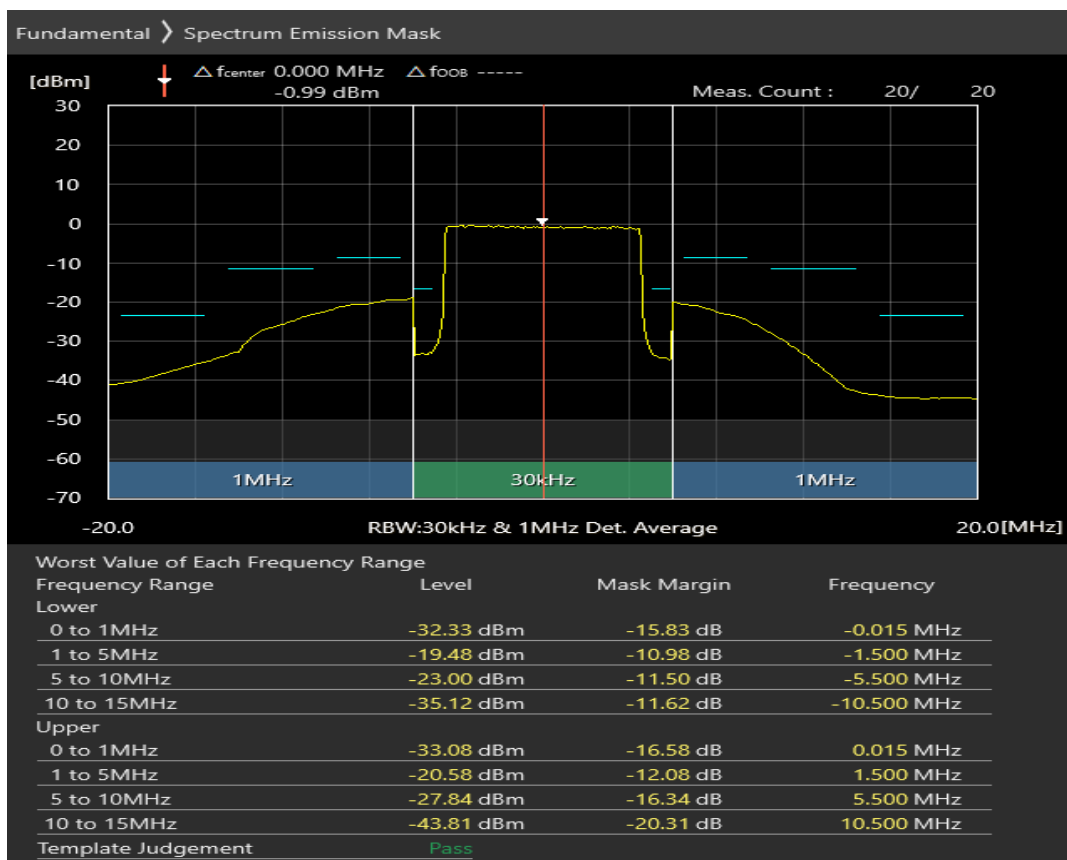 Fundamental ❯ Spectrum Emission Mask
[dBm] △ fcenter 0.000 MHz △ fOOB -----
-0.99 dBm Meas. Count : 20/ 20
30
20
10
0
-10
-20
-30
-40
-50
-60
-70
1MHz 30kHz 1MHz
-20.0 RBW:30kHz & 1MHz Det. Average 20.0[MHz]
Worst Value of Each Frequency Range
Frequency Range Level Mask Margin Frequency
Lower
0 to 1MHz -32.33 dBm -15.83 dB -0.015 MHz
1 to 5MHz -19.48 dBm -10.98 dB -1.500 MHz
5 to 10MHz -23.00 dBm -11.50 dB -5.500 MHz
10 to 15MHz -35.12 dBm -11.62 dB -10.500 MHz
Upper
0 to 1MHz -33.08 dBm -16.58 dB 0.015 MHz
1 to 5MHz -20.58 dBm -12.08 dB 1.500 MHz
5 to 10MHz -27.84 dBm -16.34 dB 5.500 MHz
10 to 15MHz -43.81 dBm -20.31 dB 10.500 MHz
Template Judgement Pass